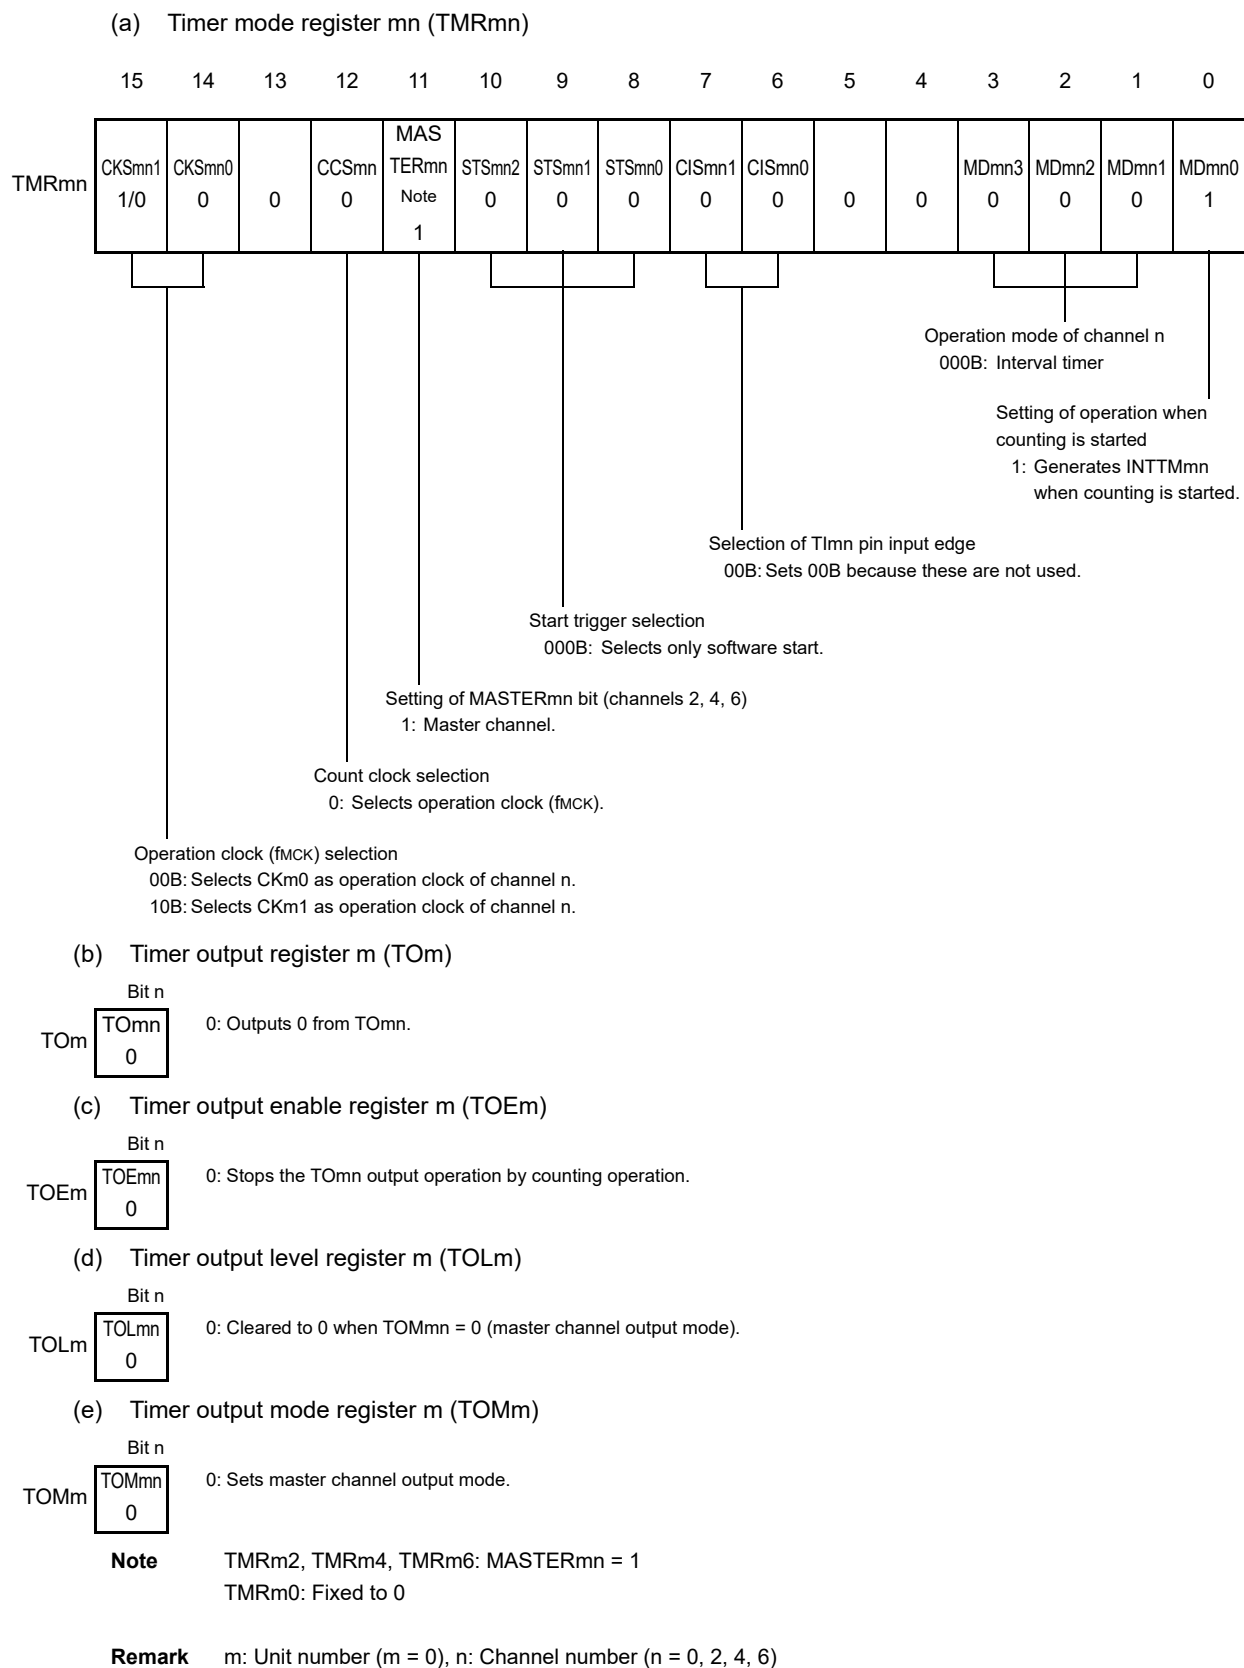 (a) Timer mode register mn (TMRmn)
15 14 13 12 11 10 9 8 7 6 5 4 3 2 1 0
TMRmn
CKSmn1 1/0
CKSmn0 0
0
CCSmn 0
MAS
TERmn
Note
1
STSmn2 0
STSmn1 0
STSmn0 0
CISmn1 0
CISmn0 0
0
0
MDmn3 0
MDmn2 0
MDmn1 0
MDmn0 1
Operation mode of channel n
000B: Interval timer
Setting of operation when
counting is started
1: Generates INTTMmn
when counting is started.
Selection of TImn pin input edge
00B: Sets 00B because these are not used.
Start trigger selection
000B: Selects only software start.
Setting of MASTERmn bit (channels 2, 4, 6)
1: Master channel.
Count clock selection
0: Selects operation clock (fMCK).
Operation clock (fMCK) selection
00B: Selects CKm0 as operation clock of channel n.
10B: Selects CKm1 as operation clock of channel n.
(b) Timer output register m (TOm)
Bit n
TOm
TOmn
0
0: Outputs 0 from TOmn.
(c) Timer output enable register m (TOEm)
Bit n
TOEm
TOEmn
0
0: Stops the TOmn output operation by counting operation.
(d) Timer output level register m (TOLm)
Bit n
TOLm
TOLmn
0
0: Cleared to 0 when TOMmn = 0 (master channel output mode).
(e) Timer output mode register m (TOMm)
Bit n
TOMm
TOMmn
0
0: Sets master channel output mode.
Note TMRm2, TMRm4, TMRm6: MASTERmn = 1
TMRm0: Fixed to 0
Remark m: Unit number (m = 0), n: Channel number (n = 0, 2, 4, 6)